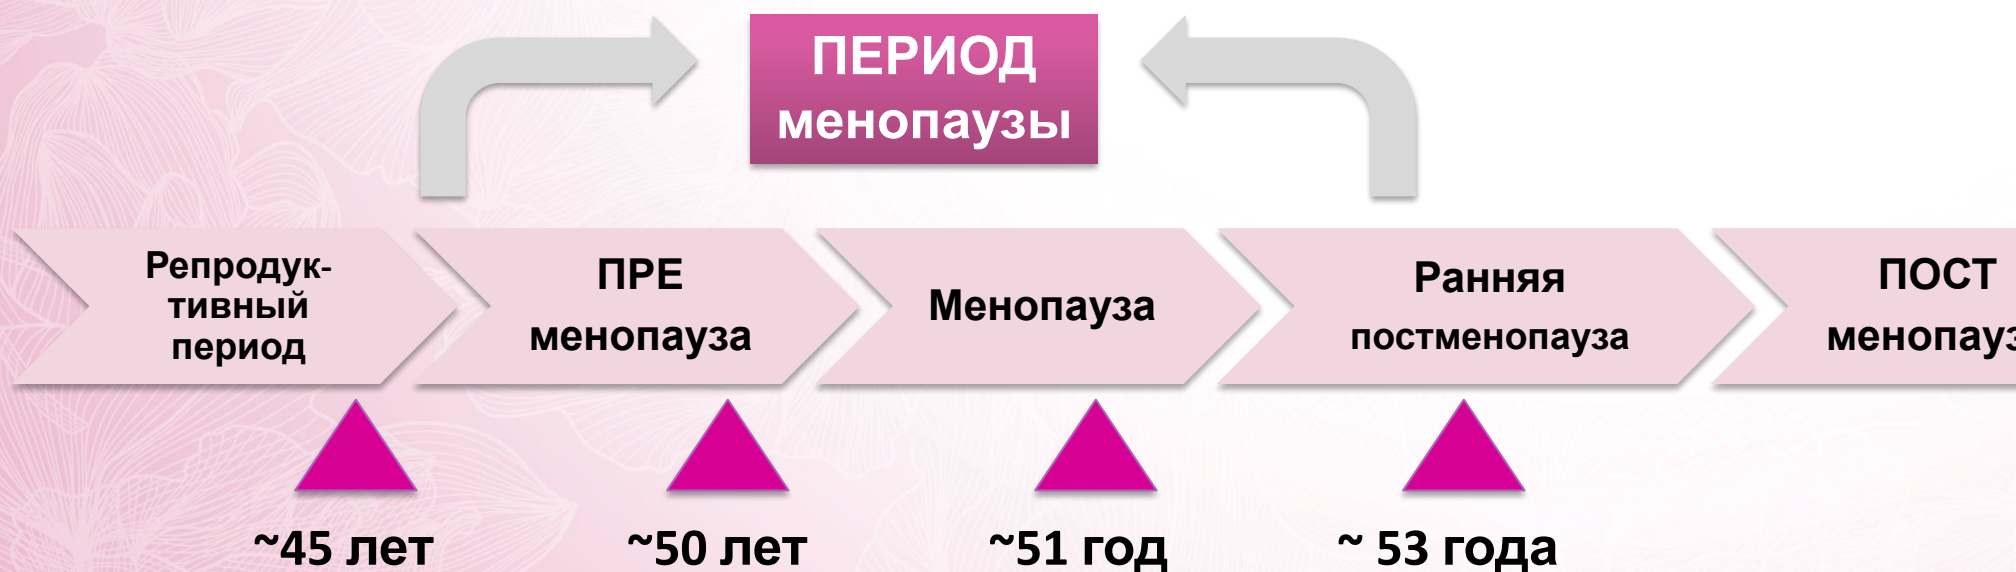 ПЕРИОД
менопаузы
Репродук-
тивный
период
ПРЕ
менопауза
Менопауза
Ранняя
постменопауза
ПОСТ
менопауз
~45 лет
~50 лет
~51 год
~ 53 года